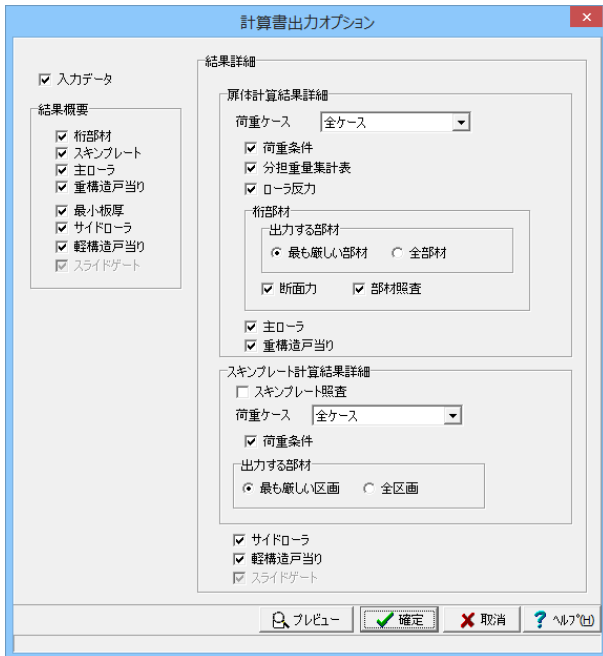 計算書出力オプション
入力データ
結果概要
桁部材
スキンプレート
主ローラ
重構造戸当り
最小板厚
サイドローラ
軽構造戸当り
スライドゲート
結果詳細
扉体計算結果詳細
荷重ケース 全ケース
荷重条件
分担重量集計表
ローラ反力
桁部材
出力する部材
最も厳しい部材 全部材
断面力 部材照査
主ローラ
重構造戸当り
スキンプレート計算結果詳細
スキンプレート照査
荷重ケース 全ケース
荷重条件
出力する部材
最も厳しい区画 全区画
サイドローラ
軽構造戸当り
スライドゲート
プレビュー 確定 取消 ? ヘルプ(H)